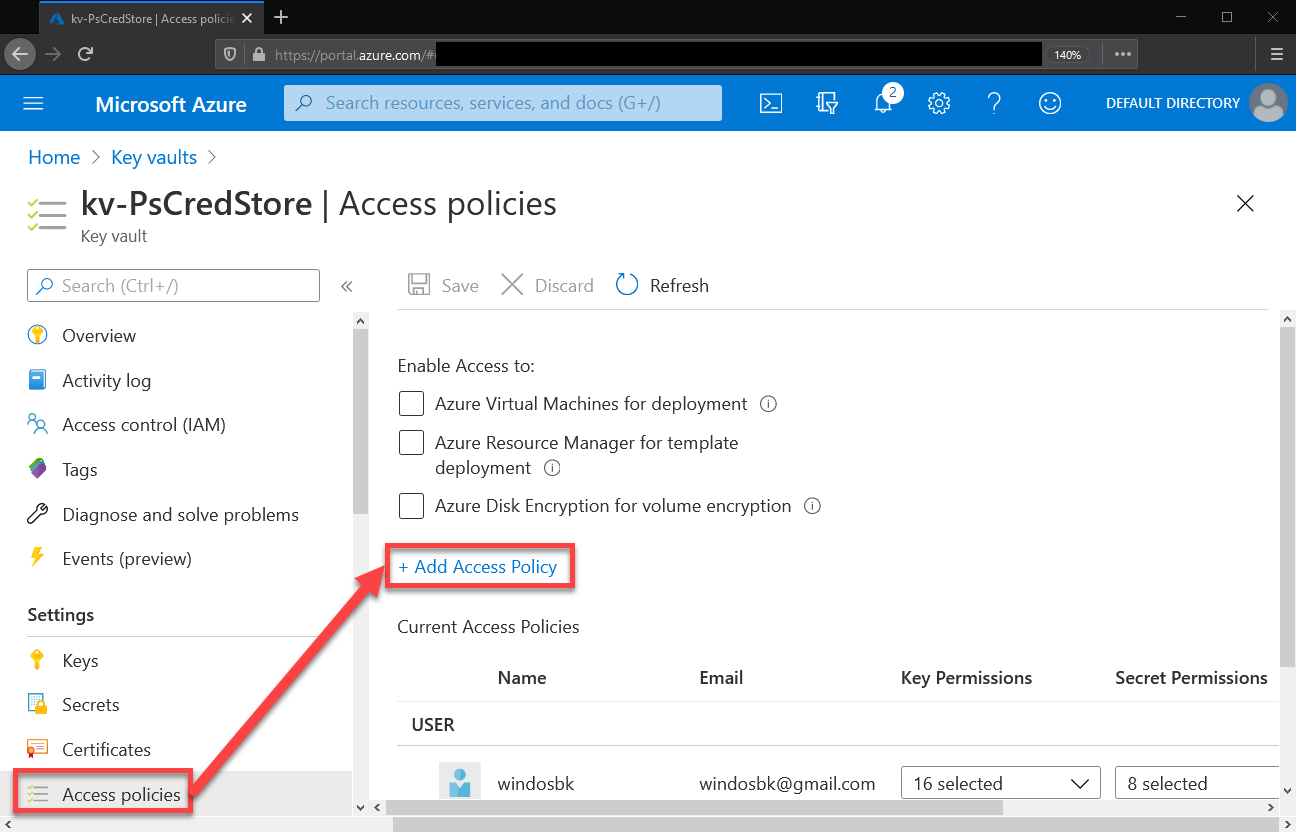 kv-PsCredStore | Access policie
https://portal.azure.com/#
140%
Microsoft Azure
Search resources, services, and docs (G+/)
2
DEFAULT DIRECTORY
Home > Key vaults >
kv-PsCredStore | Access policies
Key vault
Search (Ctrl+/)
«
Save
Discard
Refresh
Overview
Activity log
Access control (IAM)
Tags
Diagnose and solve problems
Events (preview)
Settings
Keys
Secrets
Certificates
Access policies
Enable Access to:
Azure Virtual Machines for deployment
Azure Resource Manager for template
deployment
Azure Disk Encryption for volume encryption
+ Add Access Policy
Current Access Policies
Name Email Key Permissions Secret Permissions
USER
windosbk windosbk@gmail.com 16 selected 8 selected